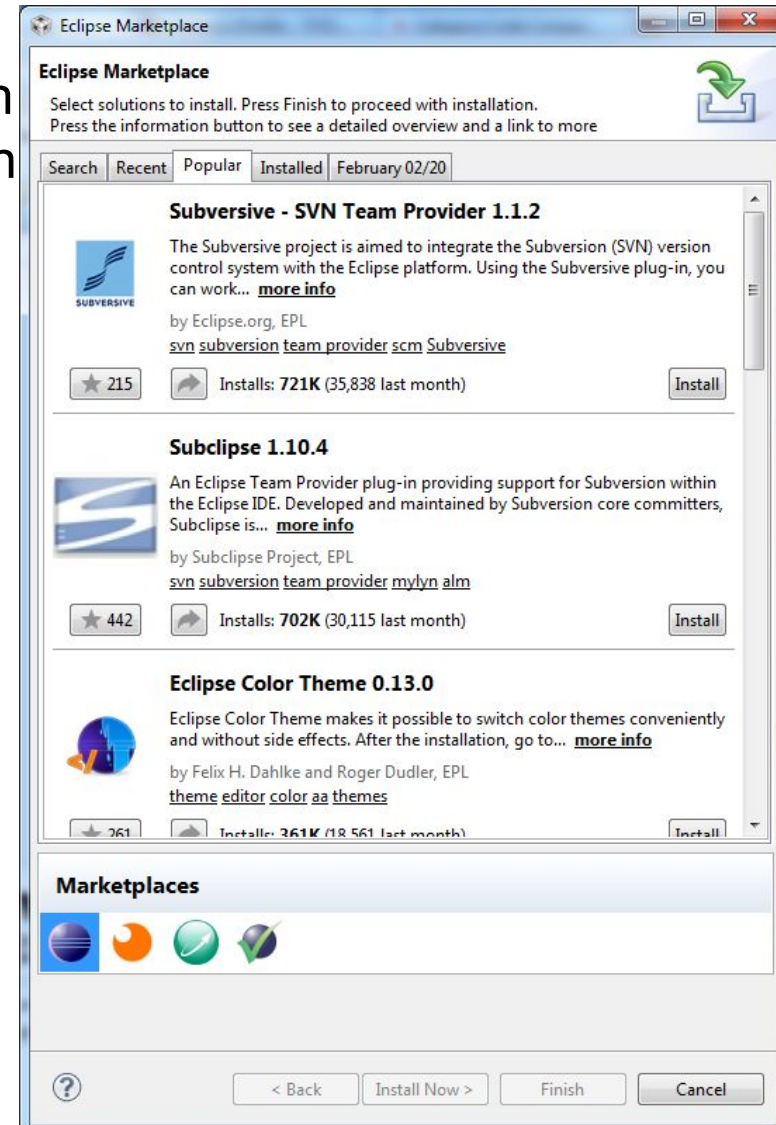 n
n
Eclipse Marketplace
Eclipse Marketplace
Select solutions to install. Press Finish to proceed with installation.
Press the information button to see a detailed overview and a link to more
Search Recent Popular Installed February 02/20
Subversive - SVN Team Provider 1.1.2
The Subversive project is aimed to integrate the Subversion (SVN) version
control system with the Eclipse platform. Using the Subversive plug-in, you
can work... more info
SUBVERSIVE
by Eclipse.org, EPL
svn subversion team provider scm Subversive
215 Installs: 721K (35,838 last month) Install
Subclipse 1.10.4
An Eclipse Team Provider plug-in providing support for Subversion within
the Eclipse IDE. Developed and maintained by Subversion core committers,
Subclipse is... more info
by Subclipse Project, EPL
svn subversion team provider mylyn alm
442 Installs: 702K (30,115 last month) Install
Eclipse Color Theme 0.13.0
Eclipse Color Theme makes it possible to switch color themes conveniently
and without side effects. After the installation, go to... more info
by Felix H. Dahlke and Roger Dudler, EPL
theme editor color aa themes
261 Installs: 361K (18,561 last month) Install
Marketplaces
? < Back Install Now > Finish Cancel